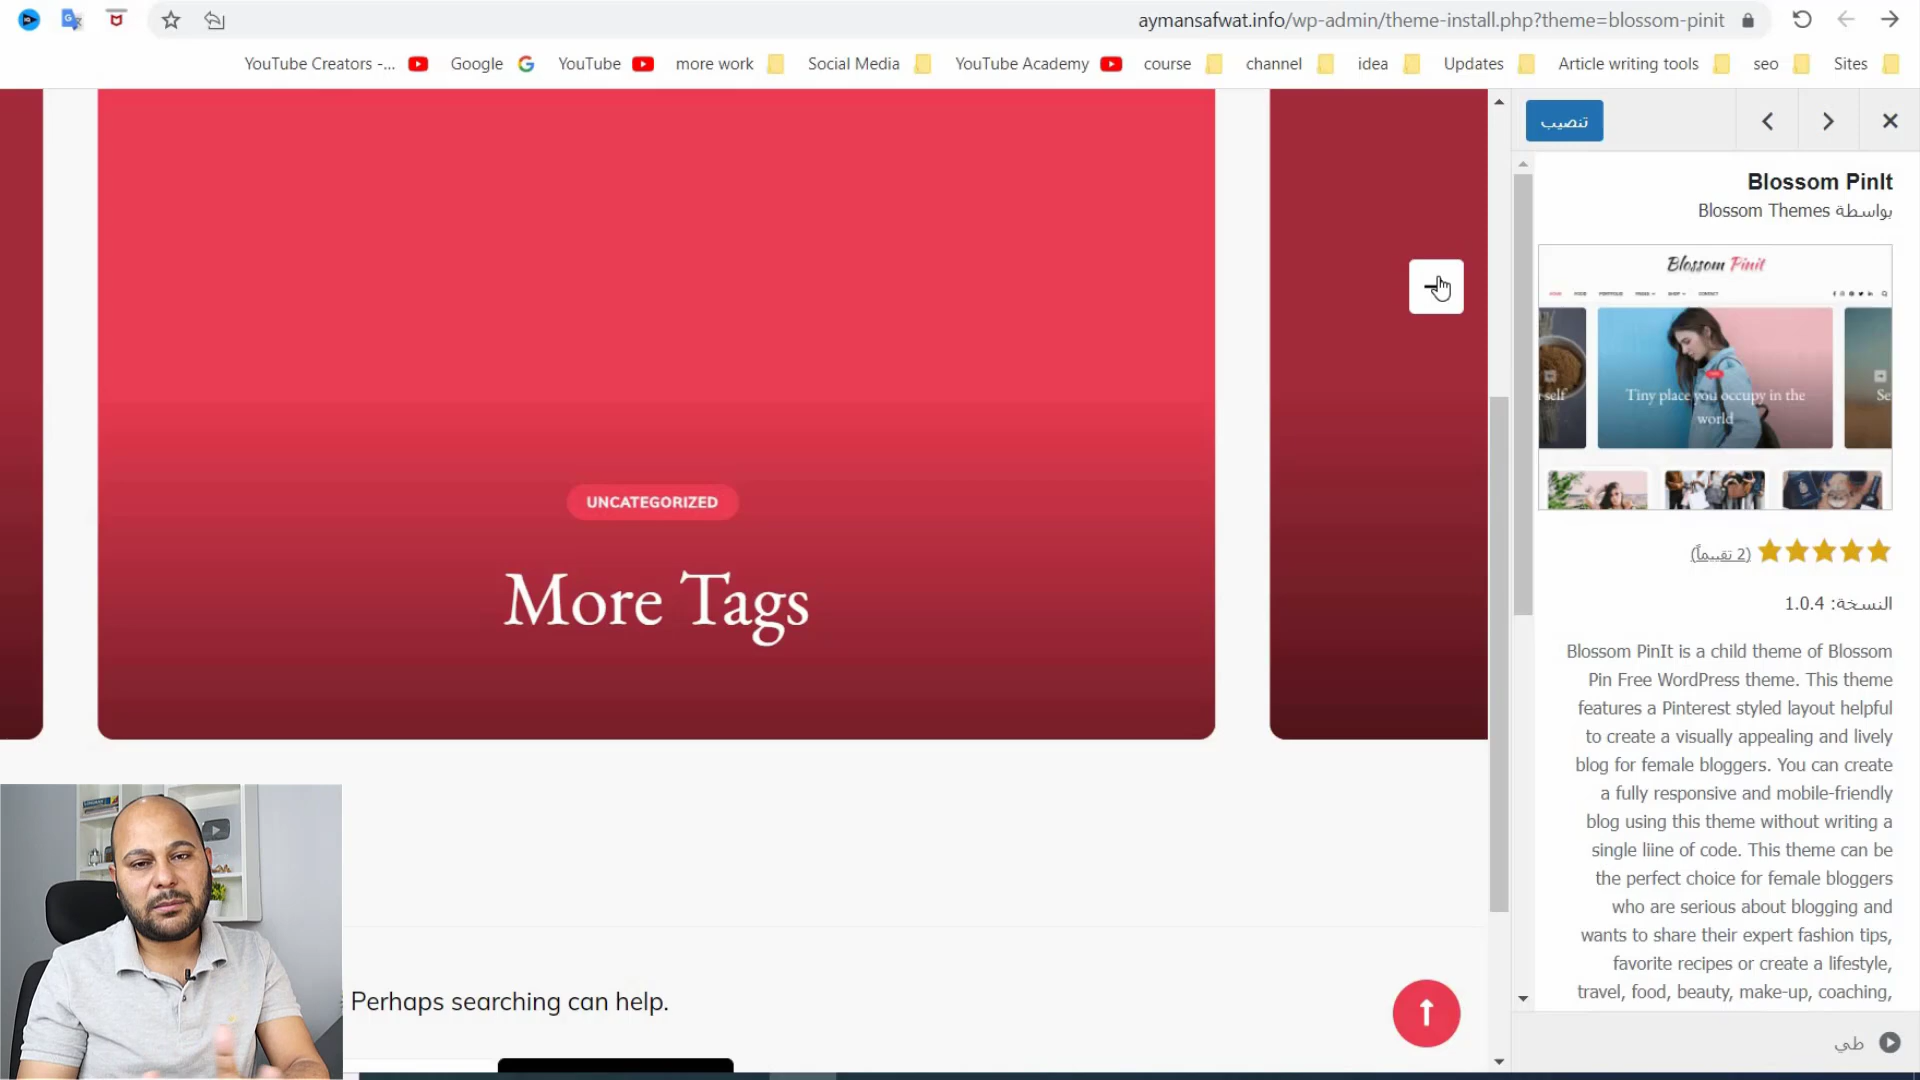 aymansafwat.info/wp-admin/theme-install.php?theme=blossom-pinit
YouTube Creators -...
Google
YouTube
more work
Social Media
YouTube Academy
course
channel
idea
Updates
Article writing tools
seo
Sites
تنصيب
Blossom PinIt
بواسطة Blossom Themes
Blossom Pinit
HOME
SHOP
CONTACT
rself
Tiny place you occupy in the
world
Se
(2 تقييماً)
النسخة: 1.0.4
Blossom PinIt is a child theme of Blossom
Pin Free WordPress theme. This theme
features a Pinterest styled layout helpful
to create a visually appealing and lively
blog for female bloggers. You can create
a fully responsive and mobile-friendly
blog using this theme without writing a
single liine of code. This theme can be
the perfect choice for female bloggers
who are serious about blogging and
wants to share their expert fashion tips,
favorite recipes or create a lifestyle,
travel, food, beauty, make-up, coaching,
طي
UNCATEGORIZED
More Tags
Perhaps searching can help.